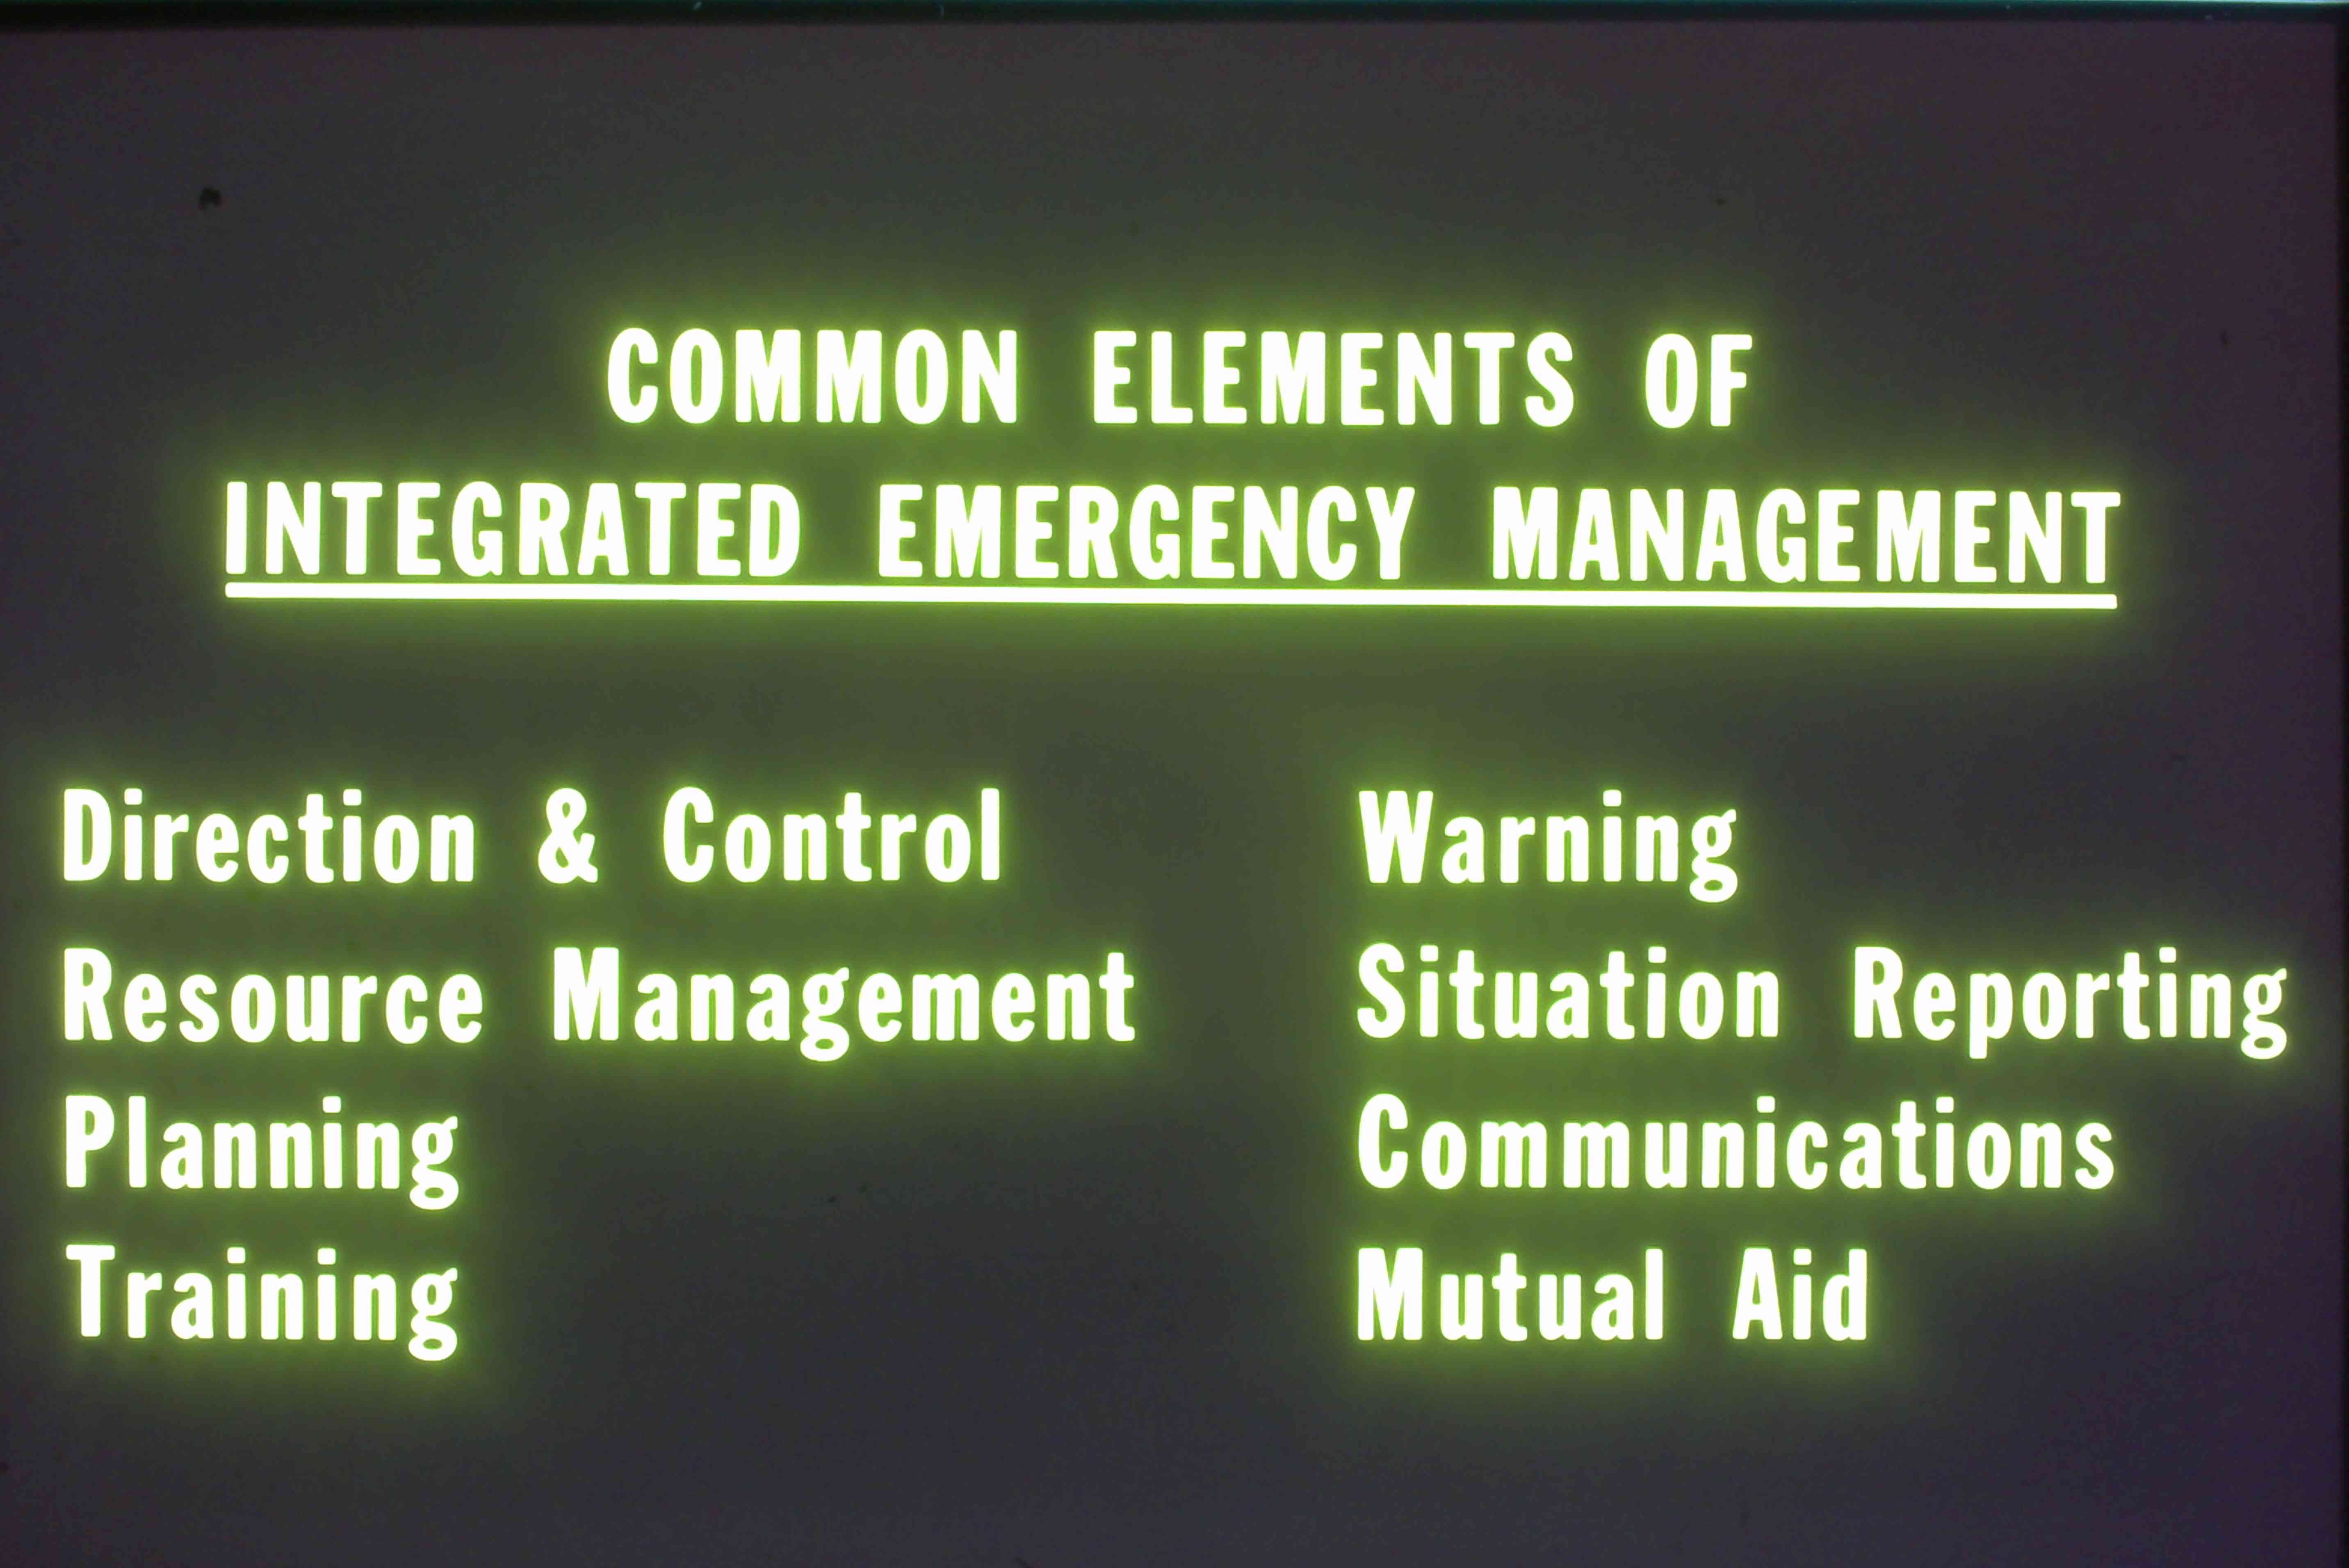 COMMON ELEMENTS OF
INTEGRATED EMERGENCY MANAGEMENT
Direction & Control
Resource Management
Planning
Training
Warning
Situation Reporting
Communications
Mutual Aid